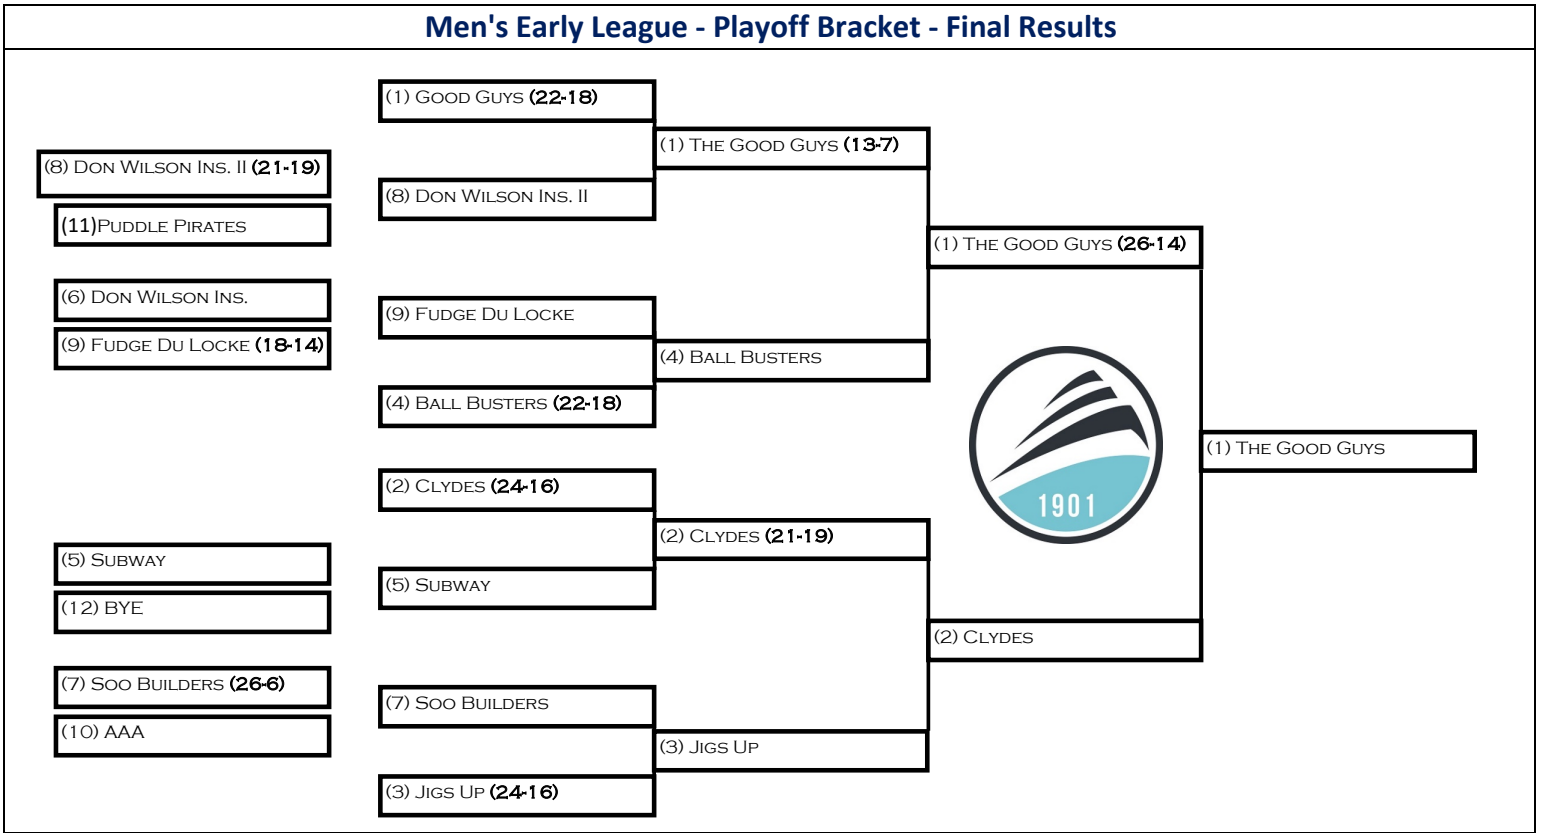 Men's Early League - Playoff Bracket - Final Results
(8) Don Wilson Ins. II (21-19)
(11)Puddle Pirates
(6) Don Wilson Ins.
(9) Fudge Du Locke (18-14)
(5) Subway
(12) BYE
(7) Soo Builders (26-6)
(10) AAA
(1) Good Guys (22-18)
(8) Don Wilson Ins. II
(9) Fudge Du Locke
(4) Ball Busters (22-18)
(2) Clydes (24-16)
(5) Subway
(7) Soo Builders
(3) Jigs Up (24-16)
(1) The Good Guys (13-7)
(4) Ball Busters
(2) Clydes (21-19)
(3) Jigs Up
(1) The Good Guys (26-14)
(2) Clydes
1901
(1) The Good Guys